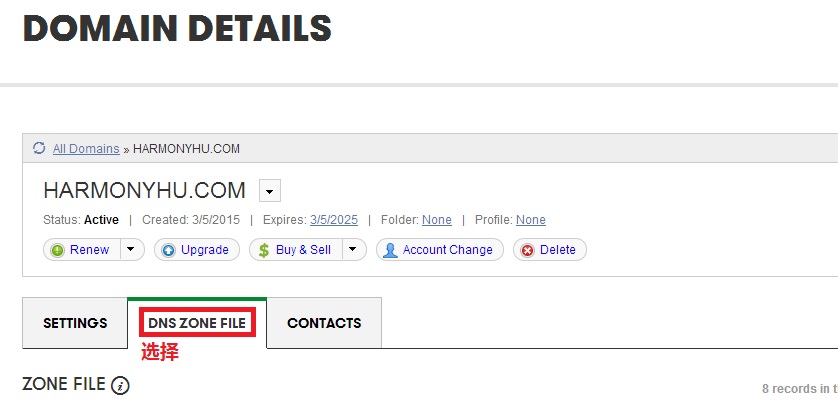 DOMAIN DETAILS
All Domains » HARMONYHU.COM
HARMONYHU.COM
Status: Active | Created: 3/5/2015 | Expires: 3/5/2025 | Folder: None | Profile: None
Renew Upgrade $ Buy & Sell Account Change Delete
SETTINGS DNS ZONE FILE CONTACTS
选择
ZONE FILE i
8 records in